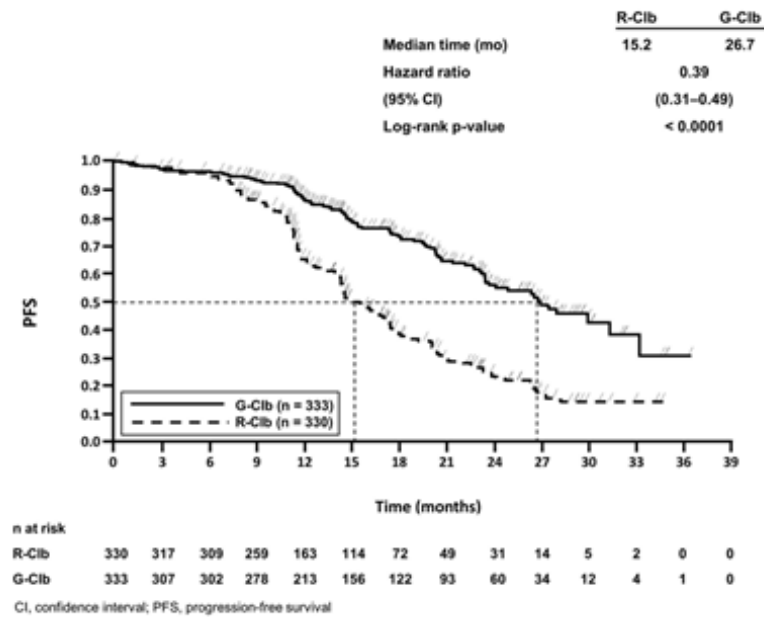 R-Clb G-Clb
Median time (mo) 15.2 26.7
Hazard ratio 0.39
(95% CI) (0.31–0.49)
Log-rank p-value < 0.0001
1.0
0.9
0.8
0.7
0.6
0.5
0.4
0.3
0.2
0.1
0.0
PFS
G-Clb (n = 333)
R-Clb (n = 330)
0 3 6 9 12 15 18 21 24 27 30 33 36 39
Time (months)
n at risk
R-Clb 330 317 309 259 163 114 72 49 31 14 5 2 0 0
G-Clb 333 307 302 278 213 156 122 93 60 34 12 4 1 0
CI, confidence interval; PFS, progression-free survival